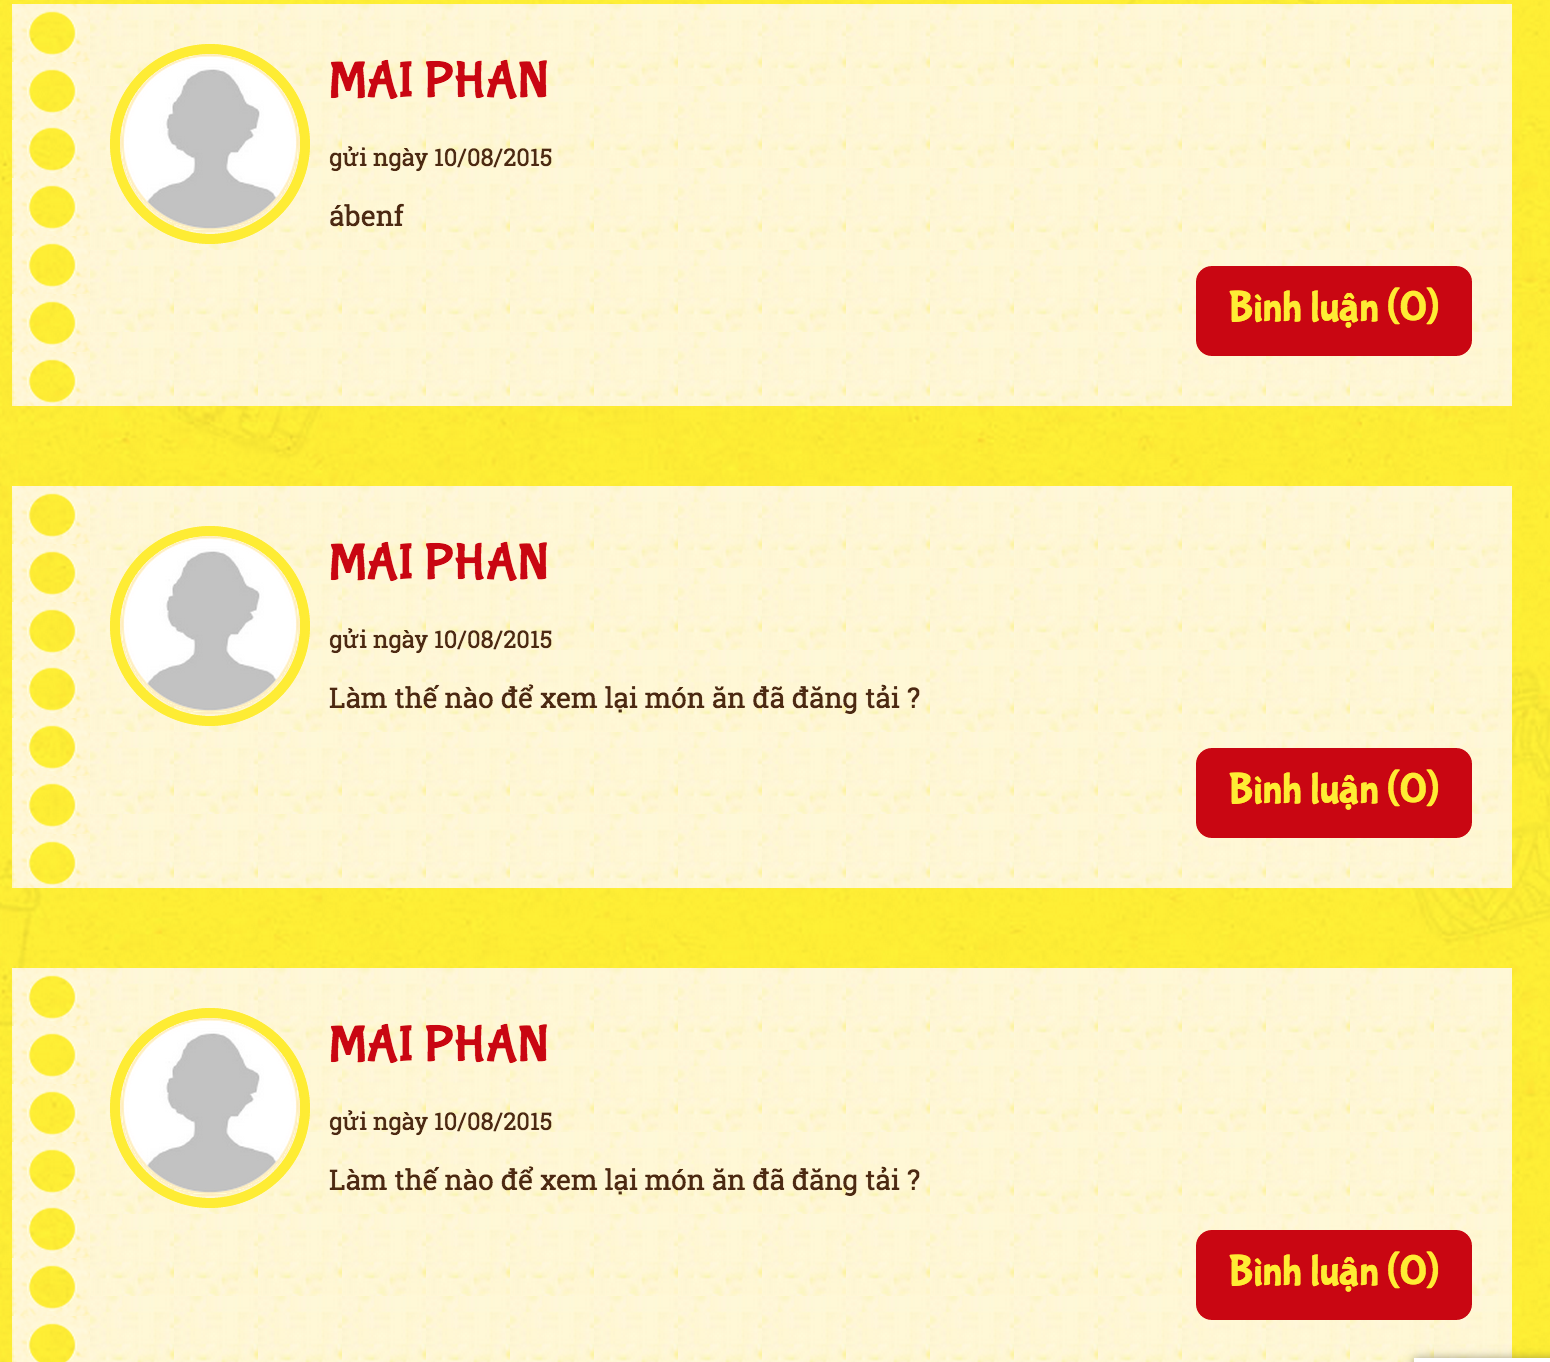 MAI PHAN
gửi ngày 10/08/2015
ábenf
Bình luận (0)
MAI PHAN
gửi ngày 10/08/2015
Làm thế nào để xem lại món ăn đã đăng tải ?
Bình luận (0)
MAI PHAN
gửi ngày 10/08/2015
Làm thế nào để xem lại món ăn đã đăng tải ?
Bình luận (0)